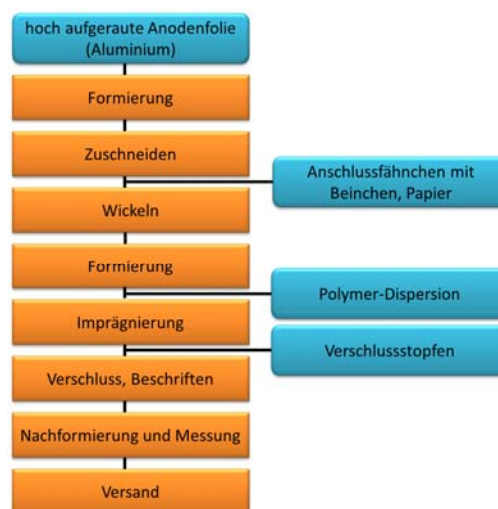 hoch aufgeraute Anodenfolie
(Aluminium)
Formierung
Zuschneiden
Anschlussfähnchen mit
Beinchen, Papier
Wickeln
Formierung
Polymer-Dispersion
Imprägnierung
Verschlussstopfen
Verschluss, Beschriften
Nachformierung und Messung
Versand